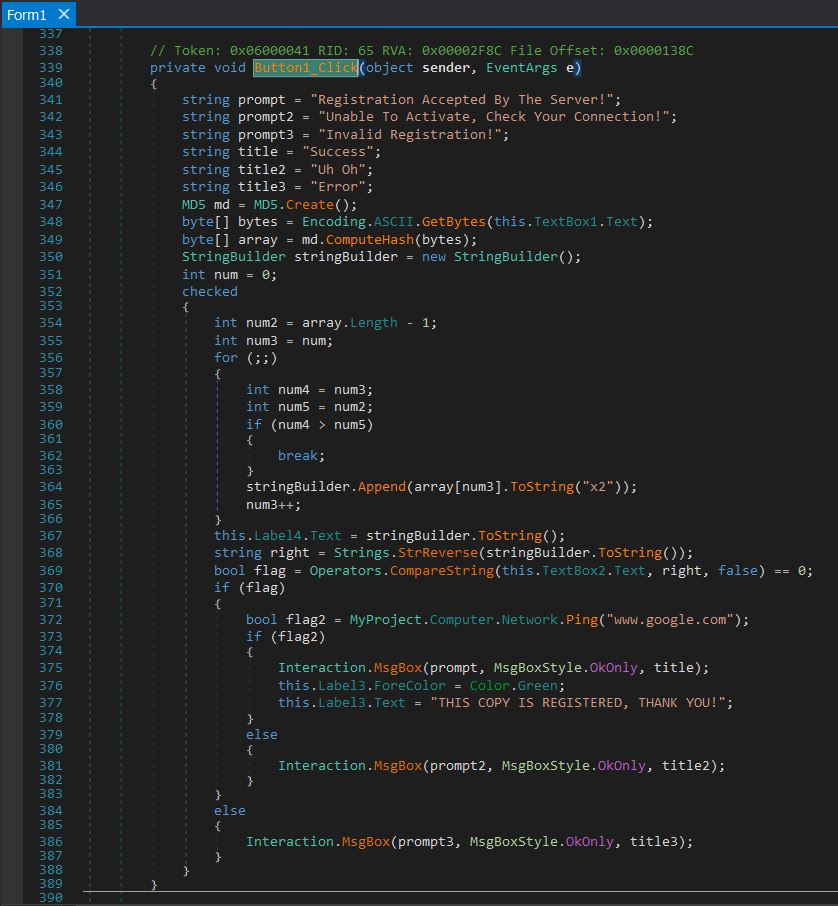 Form1 ✕
337
338 // Token: 0x06000041 RID: 65 RVA: 0x00002F8C File Offset: 0x0000138C
339 private void Button1_Click(object sender, EventArgs e)
340 {
341 string prompt = "Registration Accepted By The Server!";
342 string prompt2 = "Unable To Activate, Check Your Connection!";
343 string prompt3 = "Invalid Registration!";
344 string title = "Success";
345 string title2 = "Uh Oh";
346 string title3 = "Error";
347 MD5 md = MD5.Create();
348 byte[] bytes = Encoding.ASCII.GetBytes(this.TextBox1.Text);
349 byte[] array = md.ComputeHash(bytes);
350 StringBuilder stringBuilder = new StringBuilder();
351 int num = 0;
352 checked
353 {
354 int num2 = array.Length - 1;
355 int num3 = num;
356 for (;;)
357 {
358 int num4 = num3;
359 int num5 = num2;
360 if (num4 > num5)
361 {
362 break;
363 }
364 stringBuilder.Append(array[num3].ToString("x2"));
365 num3++;
366 }
367 this.Label4.Text = stringBuilder.ToString();
368 string right = Strings.StrReverse(stringBuilder.ToString());
369 bool flag = Operators.CompareString(this.TextBox2.Text, right, false) == 0;
370 if (flag)
371 {
372 bool flag2 = MyProject.Computer.Network.Ping("www.google.com");
373 if (flag2)
374 {
375 Interaction.MsgBox(prompt, MsgBoxStyle.OkOnly, title);
376 this.Label3.ForeColor = Color.Green;
377 this.Label3.Text = "THIS COPY IS REGISTERED, THANK YOU!";
378 }
379 else
380 {
381 Interaction.MsgBox(prompt2, MsgBoxStyle.OkOnly, title2);
382 }
383 }
384 else
385 {
386 Interaction.MsgBox(prompt3, MsgBoxStyle.OkOnly, title3);
387 }
388 }
389 }
390